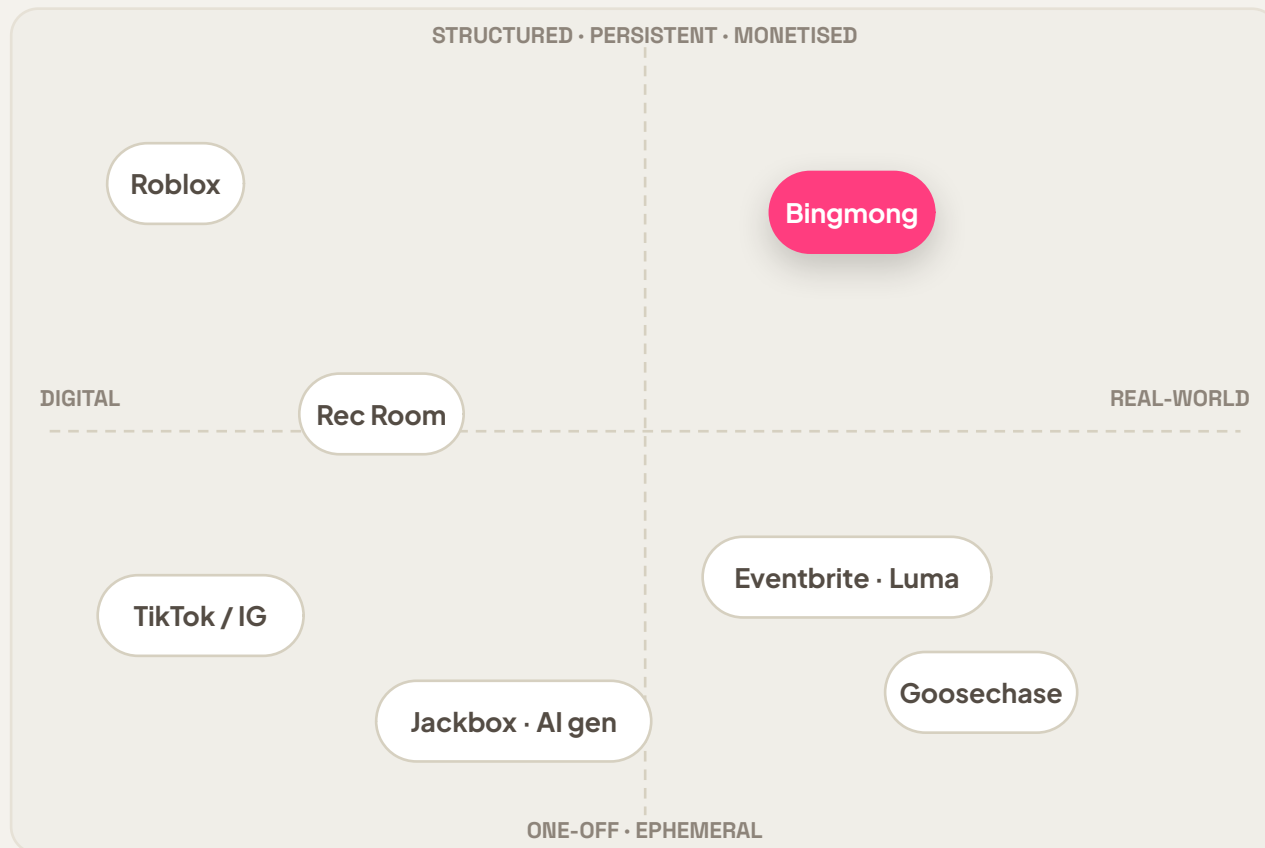 STRUCTURED · PERSISTENT · MONETISED
Roblox
Bingmong
DIGITAL
REAL-WORLD
Rec Room
Eventbrite · Luma
TikTok / IG
Goosechase
Jackbox · AI gen
ONE-OFF · EPHEMERAL